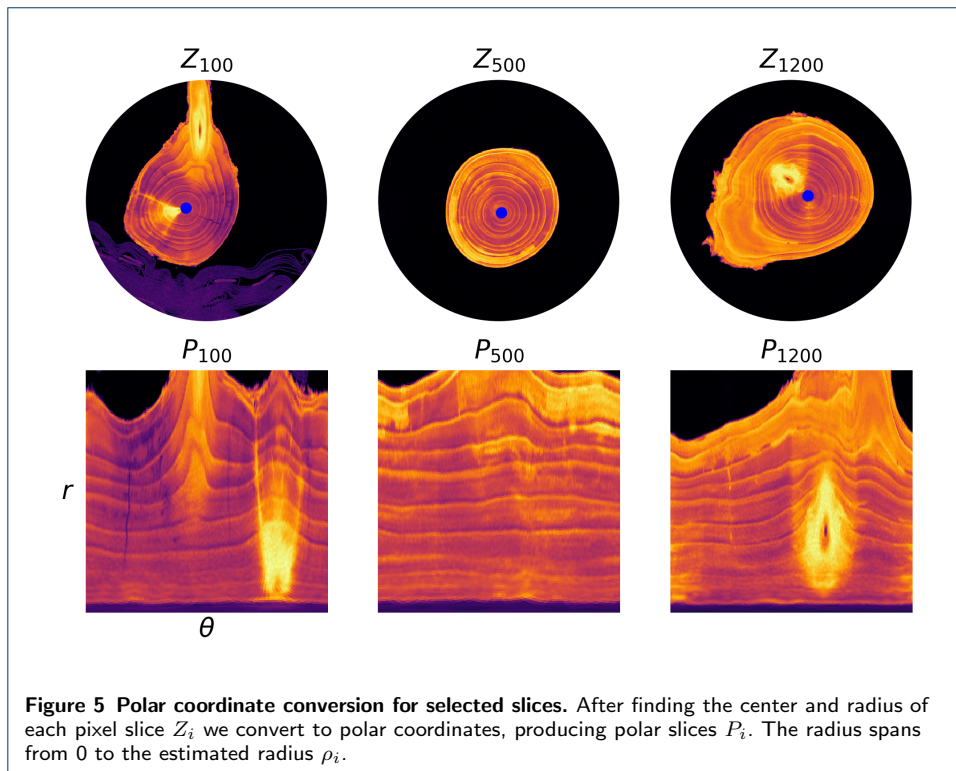 Z₁₀₀ Z₅₀₀ Z₁₂₀₀
P₁₀₀ P₅₀₀ P₁₂₀₀
r
θ
Figure 5 Polar coordinate conversion for selected slices. After finding the center and radius of
each pixel slice Zᵢ we convert to polar coordinates, producing polar slices Pᵢ. The radius spans
from 0 to the estimated radius ρᵢ.